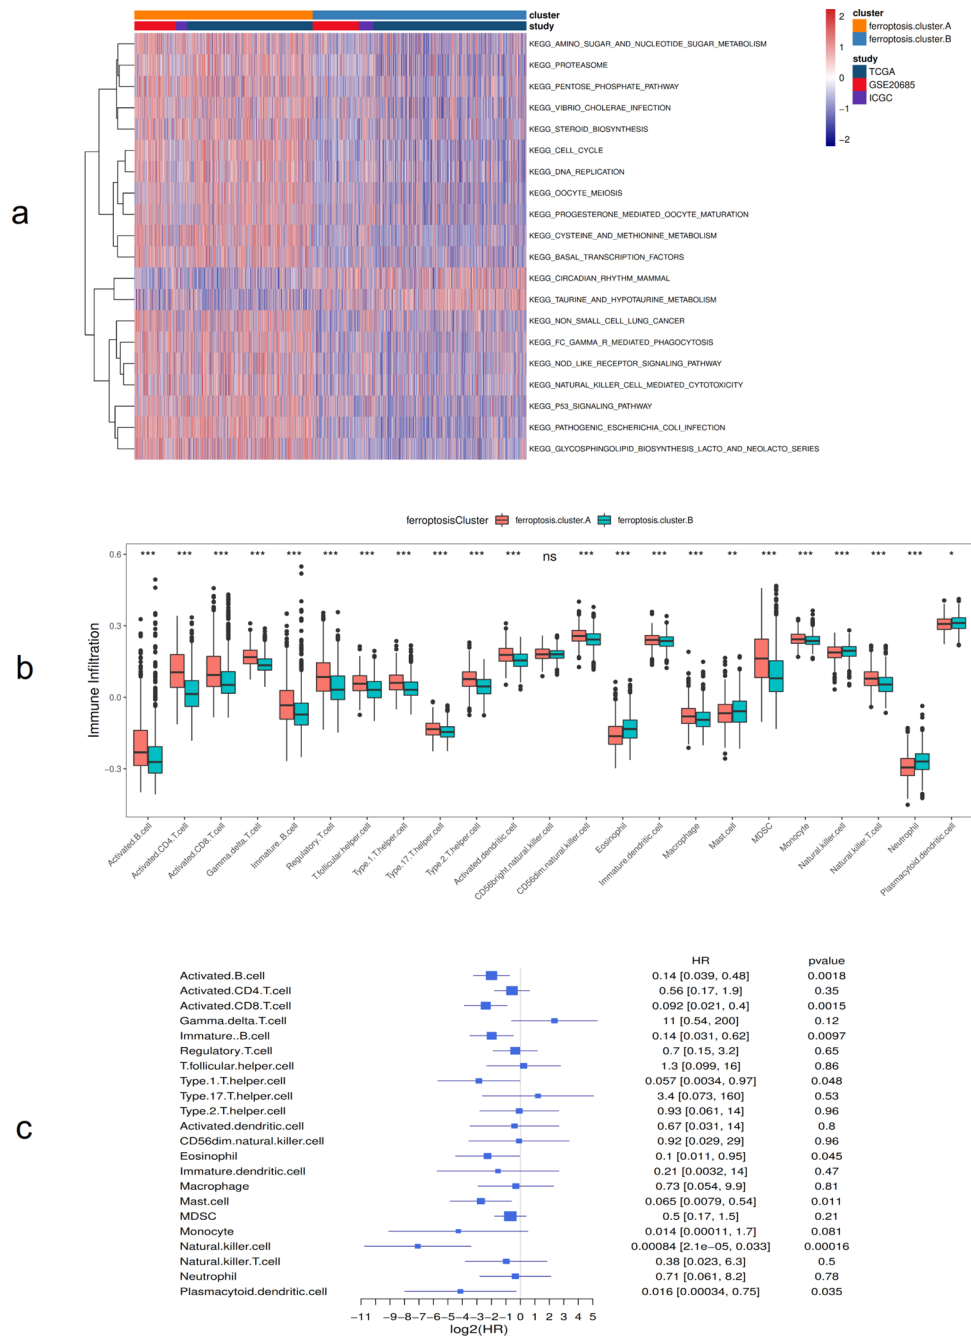 a
cluster
study
KEGG_AMINO_SUGAR_AND_NUCLEOTIDE_SUGAR_METABOLISM
KEGG_PROTEASOME
KEGG_PENTOSE_PHOSPHATE_PATHWAY
KEGG_VIBRIO_CHOLERAE_INFECTION
KEGG_STEROID_BIOSYNTHESIS
KEGG_CELL_CYCLE
KEGG_DNA_REPLICATION
KEGG_OOCYTE_MEIOSIS
KEGG_PROGESTERONE_MEDIATED_OOCYTE_MATURATION
KEGG_CYSTEINE_AND_METHIONINE_METABOLISM
KEGG_BASAL_TRANSCRIPTION_FACTORS
KEGG_CIRCADIAN_RHYTHM_MAMMAL
KEGG_TAURINE_AND_HYPOTAURINE_METABOLISM
KEGG_NON_SMALL_CELL_LUNG_CANCER
KEGG_FC_GAMMA_R_MEDIATED_PHAGOCYTOSIS
KEGG_NOD_LIKE_RECEPTOR_SIGNALING_PATHWAY
KEGG_NATURAL_KILLER_CELL_MEDIATED_CYTOTOXICITY
KEGG_P53_SIGNALING_PATHWAY
KEGG_PATHOGENIC_ESCHERICHIA_COLI_INFECTION
KEGG_GLYCOSPHINGOLIPID_BIOSYNTHESIS_LACTO_AND_NEOLACTO_SERIES
2
1
0
−1
−2
cluster
ferroptosis.cluster.A
ferroptosis.cluster.B
study
TCGA
GSE20685
ICGC
b
ferroptosisCluster ferroptosis.cluster.A ferroptosis.cluster.B
*** *** *** *** *** *** *** *** *** *** *** ns *** *** *** *** ** *** *** *** *** *** *
Immune Infiltration
0.6
0.3
0.0
−0.3
Activated.B.cell
Activated.CD4.T.cell
Activated.CD8.T.cell
Gamma.delta.T.cell
Immature..B.cell
Regulatory.T.cell
T.follicular.helper.cell
Type.1.T.helper.cell
Type.17.T.helper.cell
Type.2.T.helper.cell
Activated.dendritic.cell
CD56bright.natural.killer.cell
CD56dim.natural.killer.cell
Eosinophil
Immature.dendritic.cell
Macrophage
Mast.cell
MDSC
Monocyte
Natural.killer.cell
Natural.killer.T.cell
Neutrophil
Plasmacytoid.dendritic.cell
c
HR pvalue
Activated.B.cell 0.14 [0.039, 0.48] 0.0018
Activated.CD4.T.cell 0.56 [0.17, 1.9] 0.35
Activated.CD8.T.cell 0.092 [0.021, 0.4] 0.0015
Gamma.delta.T.cell 11 [0.54, 200] 0.12
Immature..B.cell 0.14 [0.031, 0.62] 0.0097
Regulatory.T.cell 0.7 [0.15, 3.2] 0.65
T.follicular.helper.cell 1.3 [0.099, 16] 0.86
Type.1.T.helper.cell 0.057 [0.0034, 0.97] 0.048
Type.17.T.helper.cell 3.4 [0.073, 160] 0.53
Type.2.T.helper.cell 0.93 [0.061, 14] 0.96
Activated.dendritic.cell 0.67 [0.031, 14] 0.8
CD56dim.natural.killer.cell 0.92 [0.029, 29] 0.96
Eosinophil 0.1 [0.011, 0.95] 0.045
Immature.dendritic.cell 0.21 [0.0032, 14] 0.47
Macrophage 0.73 [0.054, 9.9] 0.81
Mast.cell 0.065 [0.0079, 0.54] 0.011
MDSC 0.5 [0.17, 1.5] 0.21
Monocyte 0.014 [0.00011, 1.7] 0.081
Natural.killer.cell 0.00084 [2.1e−05, 0.033] 0.00016
Natural.killer.T.cell 0.38 [0.023, 6.3] 0.5
Neutrophil 0.71 [0.061, 8.2] 0.78
Plasmacytoid.dendritic.cell 0.016 [0.00034, 0.75] 0.035
−11 −9 −8 −7 −6 −5 −4 −3 −2 −1 0 1 2 3 4 5
log2(HR)